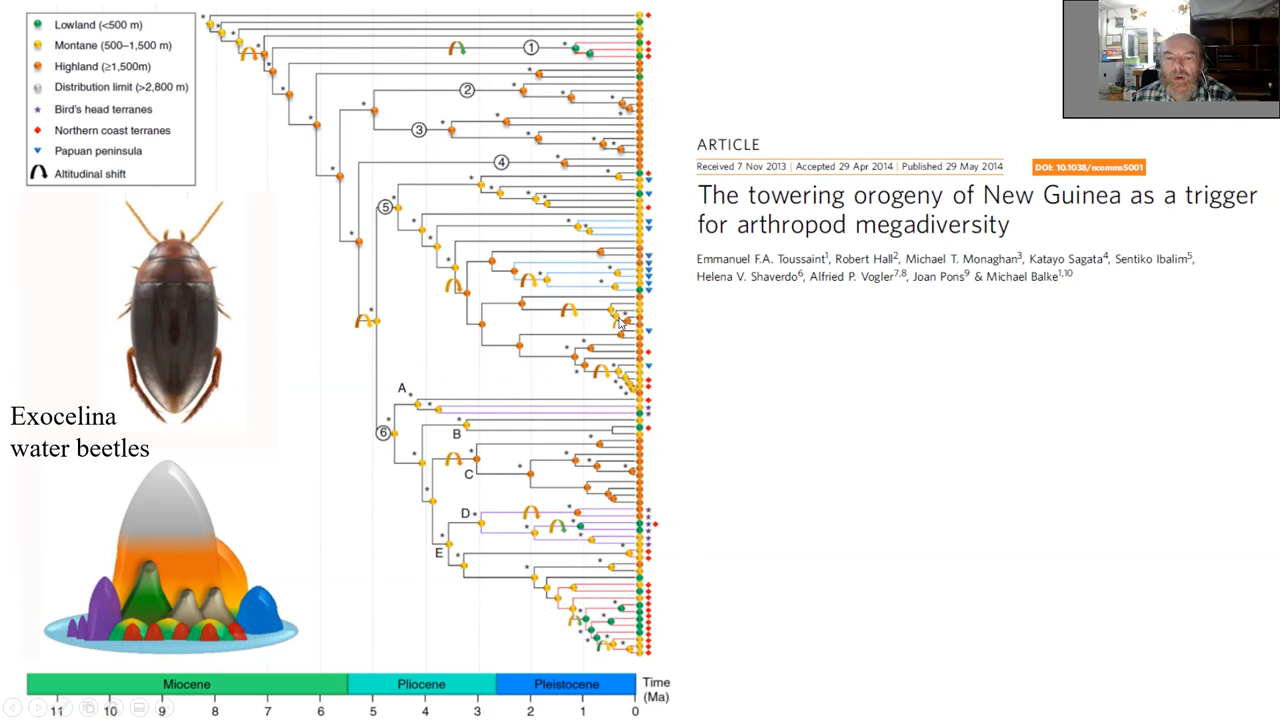 Lowland (<500 m)
Montane (500–1,500 m)
Highland (≥1,500m)
Distribution limit (>2,800 m)
Bird's head terranes
Northern coast terranes
Papuan peninsula
Altitudinal shift
1
2
3
4
5
6
A
B
C
D
E
Exocelina
water beetles
Miocene
Pliocene
Pleistocene
Time
(Ma)
11
10
9
8
7
6
5
4
3
2
1
0
ARTICLE
Received 7 Nov 2013 | Accepted 29 Apr 2014 | Published 29 May 2014
DOI: 10.1038/ncomms5001
The towering orogeny of New Guinea as a trigger
for arthropod megadiversity
Emmanuel F.A. Toussaint1, Robert Hall2, Michael T. Monaghan3, Katayo Sagata4, Sentiko Ibalim5,
Helena V. Shaverdo6, Alfried P. Vogler7,8, Joan Pons9 & Michael Balke1,10